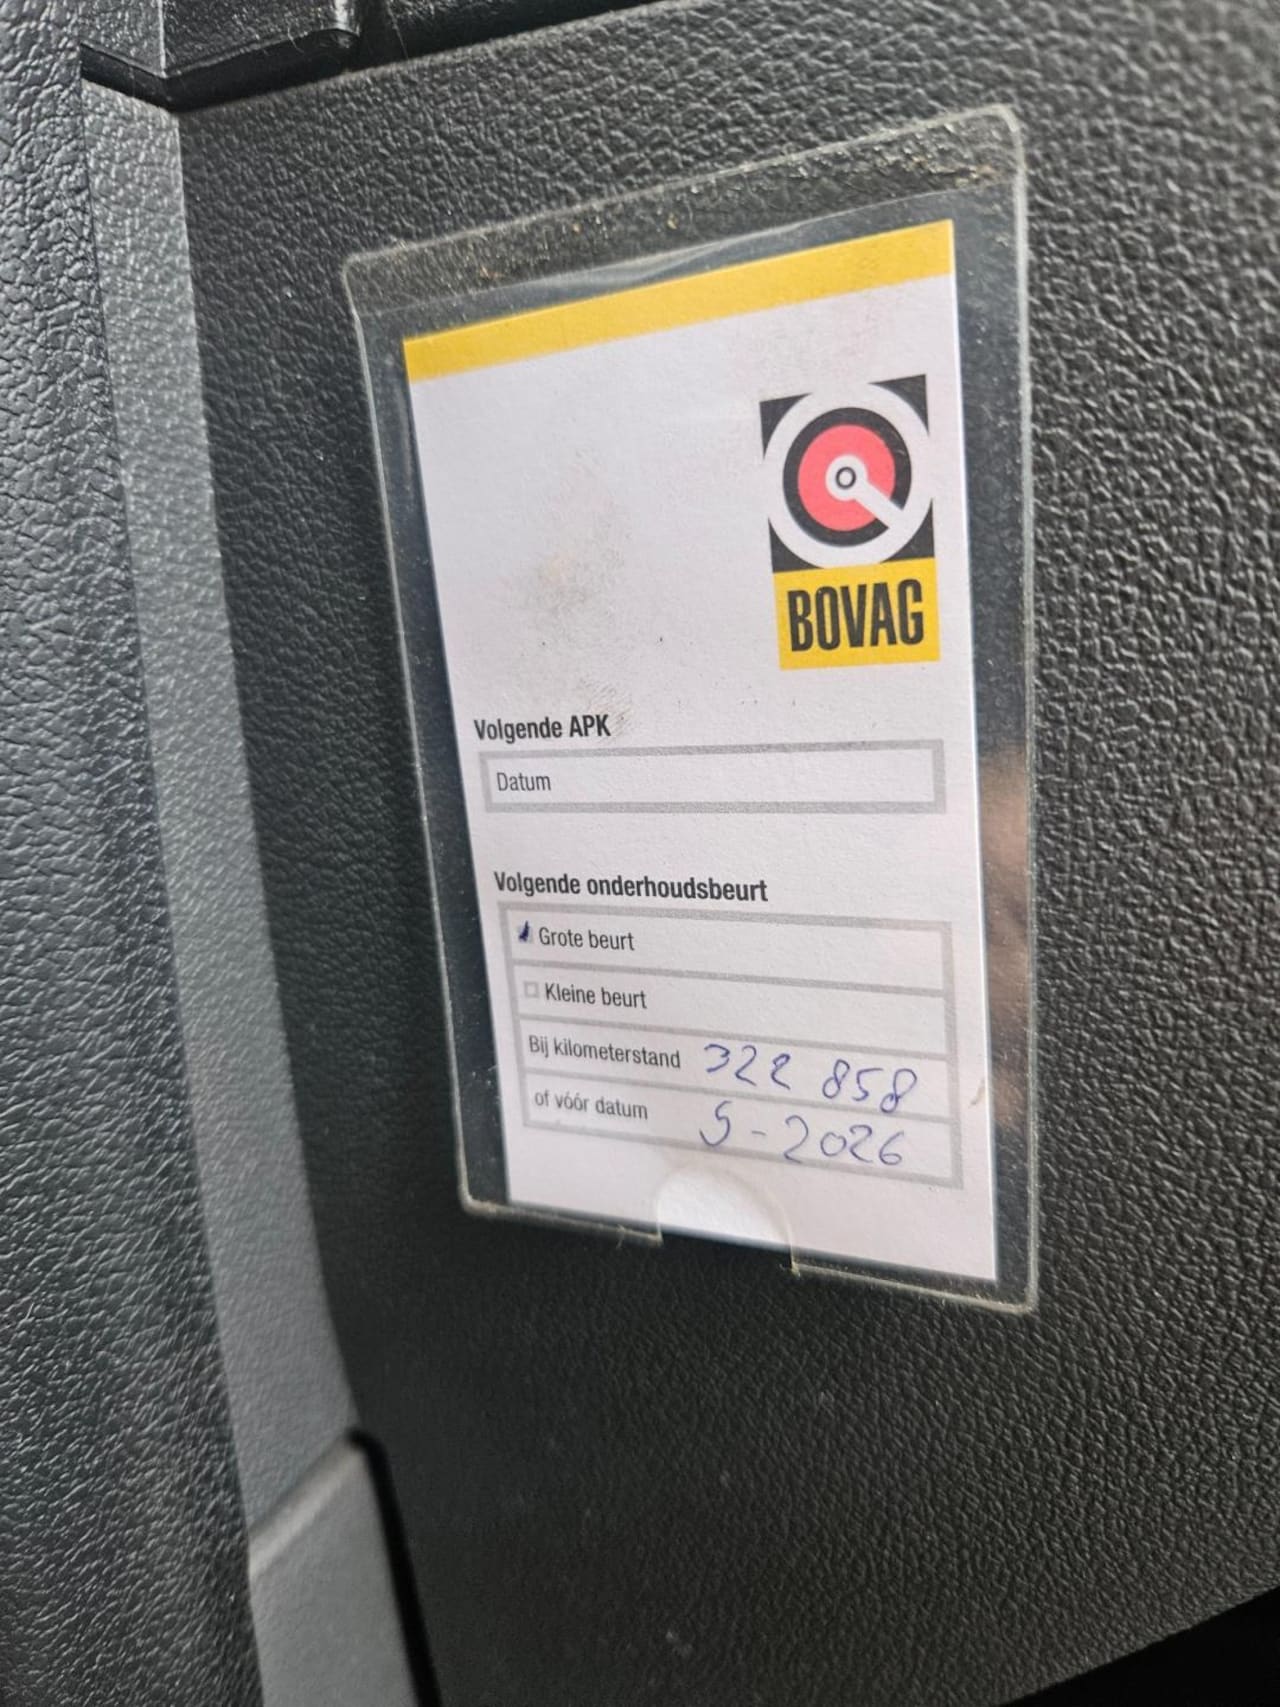 BOVAG
Volgende APK
Datum
Volgende onderhoudsbeurt
Grote beurt
Kleine beurt
Bij kilometerstand 322 858
of vóór datum 5-2026